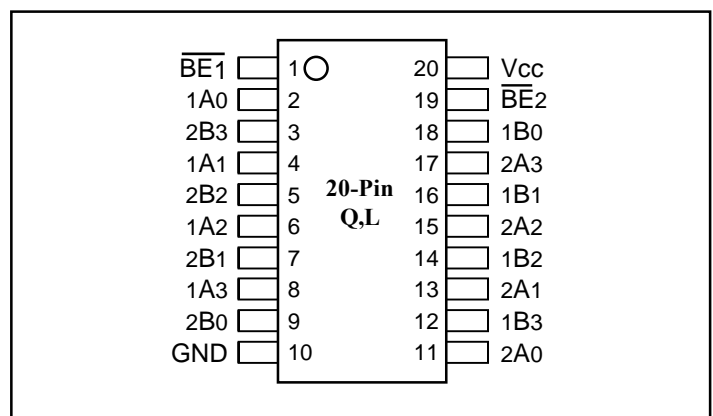 B̅E̅1 1 20 Vcc
1A0 2 19 B̅E̅2
2B3 3 18 1B0
1A1 4 17 2A3
2B2 5 20-Pin 16 1B1
1A2 6 Q,L 15 2A2
2B1 7 14 1B2
1A3 8 13 2A1
2B0 9 12 1B3
GND 10 11 2A0